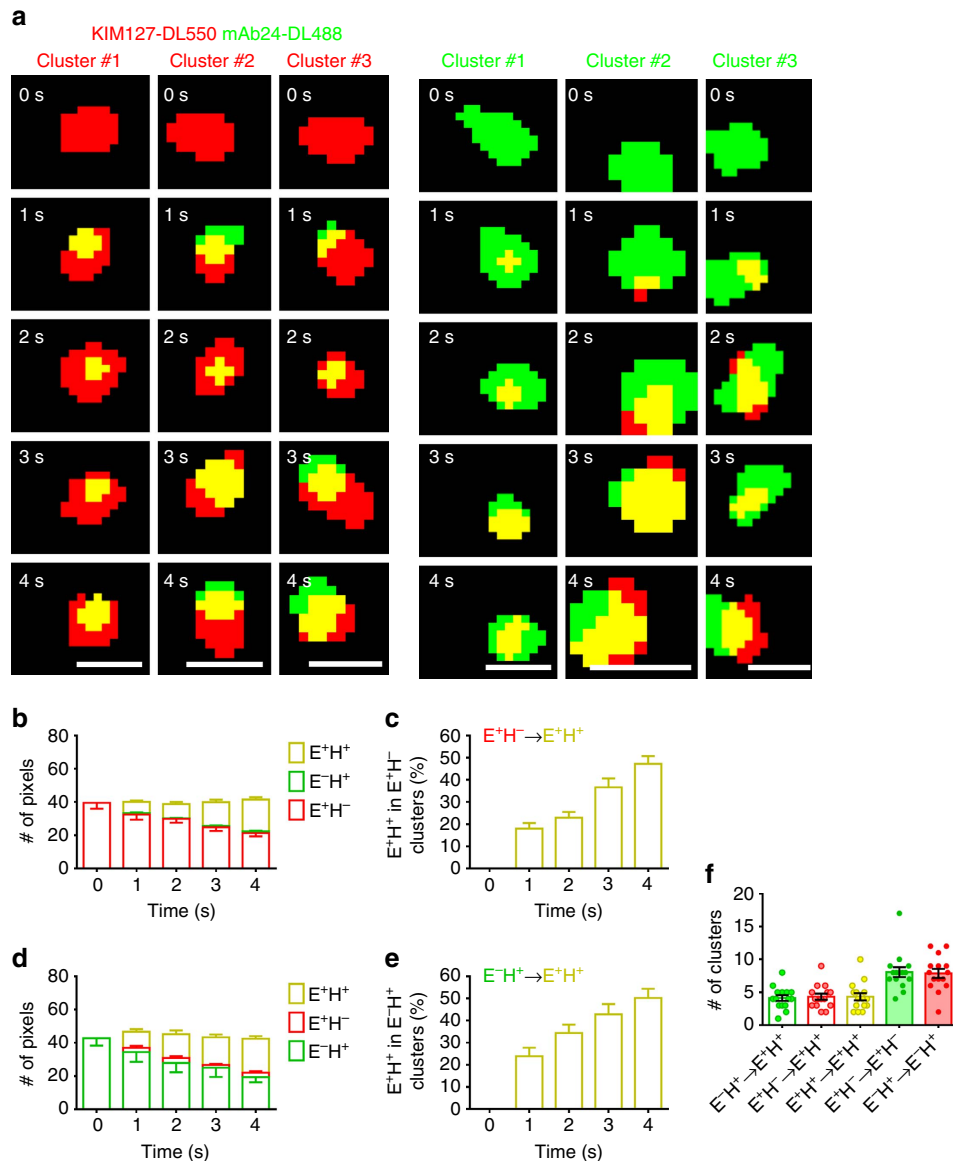 a
KIM127-DL550 mAb24-DL488
Cluster #1 Cluster #2 Cluster #3 Cluster #1 Cluster #2 Cluster #3
0 s 0 s 0 s 0 s 0 s 0 s
1 s 1 s 1 s 1 s 1 s 1 s
2 s 2 s 2 s 2 s 2 s 2 s
3 s 3 s 3 s 3 s 3 s 3 s
4 s 4 s 4 s 4 s 4 s 4 s
b
# of pixels
80
40
0
0 1 2 3 4
Time (s)
E⁺H⁺
E⁻H⁺
E⁺H⁻
c
E⁺H⁻→E⁺H⁺
E⁺H⁺ in E⁺H⁻
clusters (%)
60
50
40
30
20
10
0
0 1 2 3 4
Time (s)
d
# of pixels
80
40
0
0 1 2 3 4
Time (s)
E⁺H⁺
E⁺H⁻
E⁻H⁺
e
E⁻H⁺→E⁺H⁺
E⁺H⁺ in E⁻H⁺
clusters (%)
60
50
40
30
20
10
0
0 1 2 3 4
Time (s)
f
# of clusters
20
15
10
5
0
E⁻H⁺→E⁺H⁺
E⁺H⁻→E⁺H⁺
E⁺H⁺→E⁺H⁺
E⁺H⁻→E⁺H⁻
E⁻H⁺→E⁻H⁺